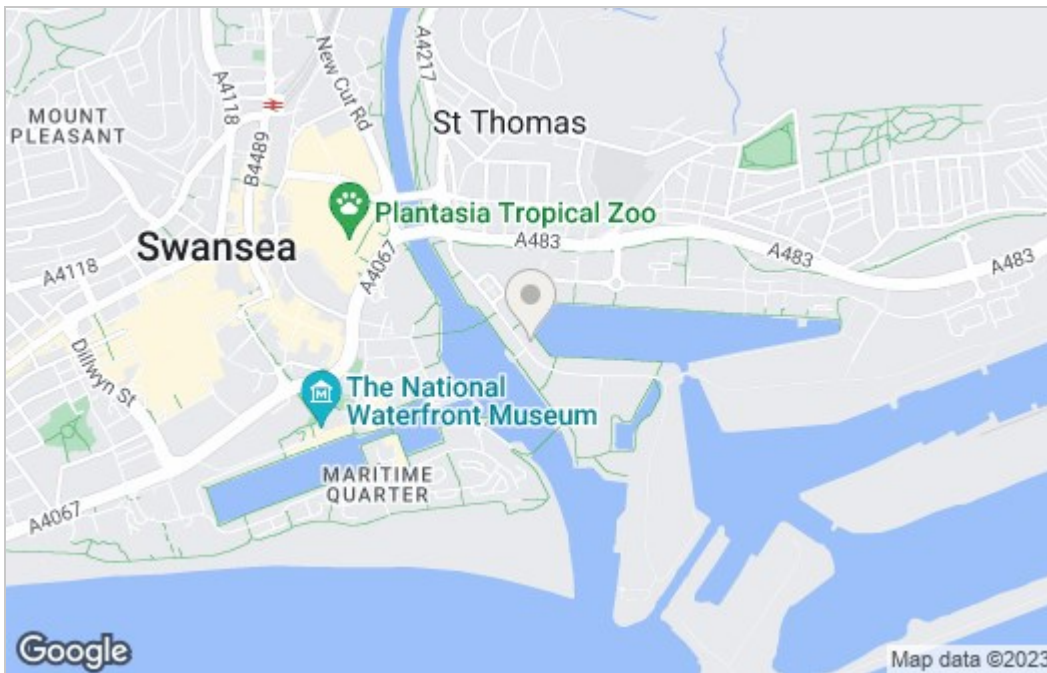 A4118
New Cut Rd
A4217
MOUNT
PLEASANT
A4118
B4489
St Thomas
Plantasia Tropical Zoo
Swansea
A483
A483
A483
A4118
A4067
Dillwyn St
The National
Waterfront Museum
MARITIME
QUARTER
A4067
Google
Map data ©2023